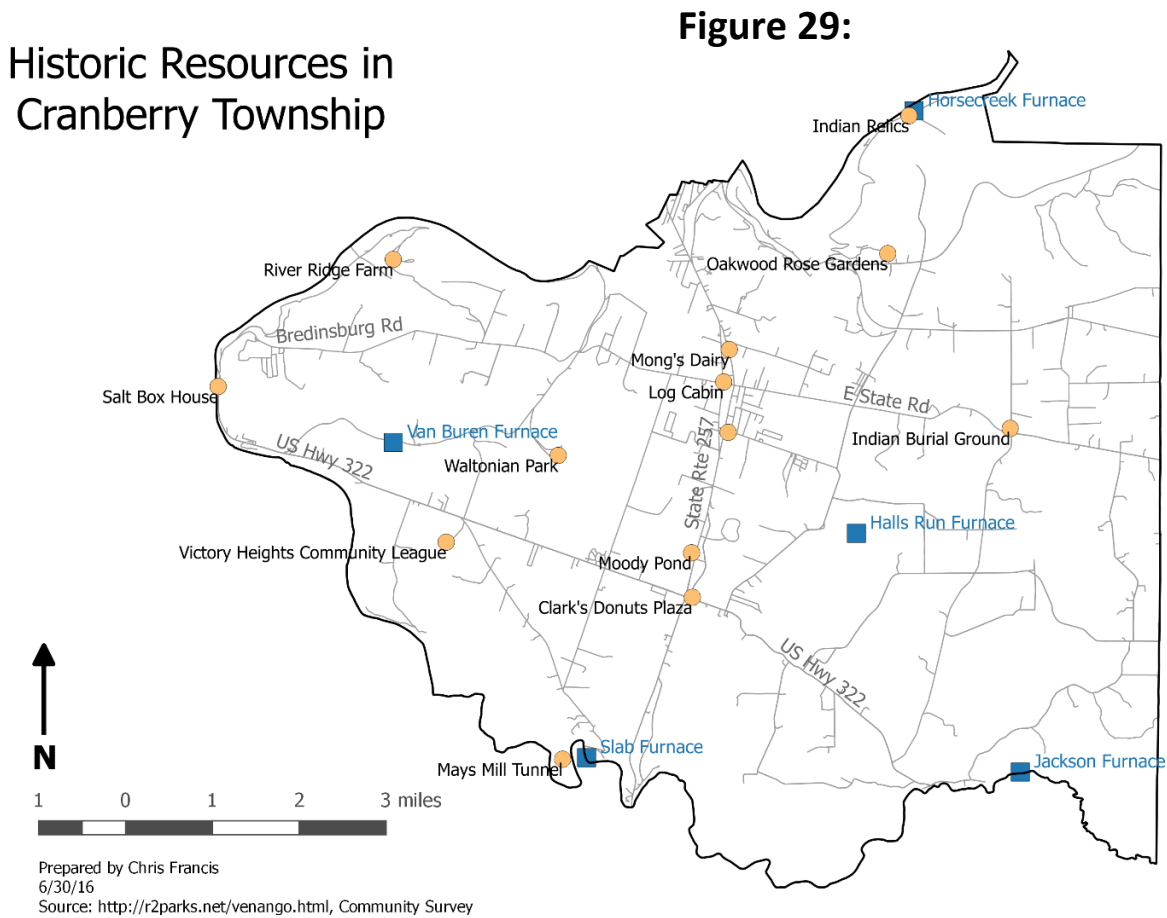 Figure 29:
Historic Resources in
Cranberry Township
Horsecreek Furnace
Indian Relics
River Ridge Farm
Oakwood Rose Gardens
Bredinsburg Rd
Mong's Dairy
Salt Box House
Log Cabin
E State Rd
Van Buren Furnace
Indian Burial Ground
US Hwy 322
Waltonian Park
State Rte 257
Halls Run Furnace
Victory Heights Community League
Moody Pond
Clark's Donuts Plaza
US Hwy 322
N
Slab Furnace
Mays Mill Tunnel
Jackson Furnace
1 0 1 2 3 miles
Prepared by Chris Francis
6/30/16
Source: http://r2parks.net/venango.html, Community Survey